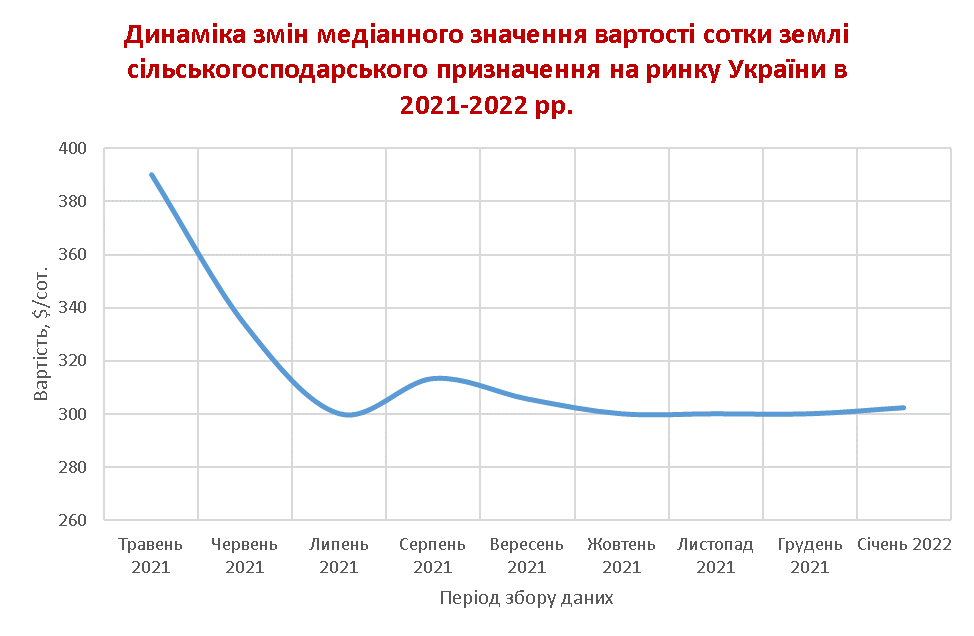 Динаміка змін медіанного значення вартості сотки землі
сільськогосподарського призначення на ринку України в
2021-2022 рр.
400
380
360
340
320
300
280
260
Вартість, $/сот.
Травень 2021
Червень 2021
Липень 2021
Серпень 2021
Вересень 2021
Жовтень 2021
Листопад 2021
Грудень 2021
Січень 2022
Період збору даних